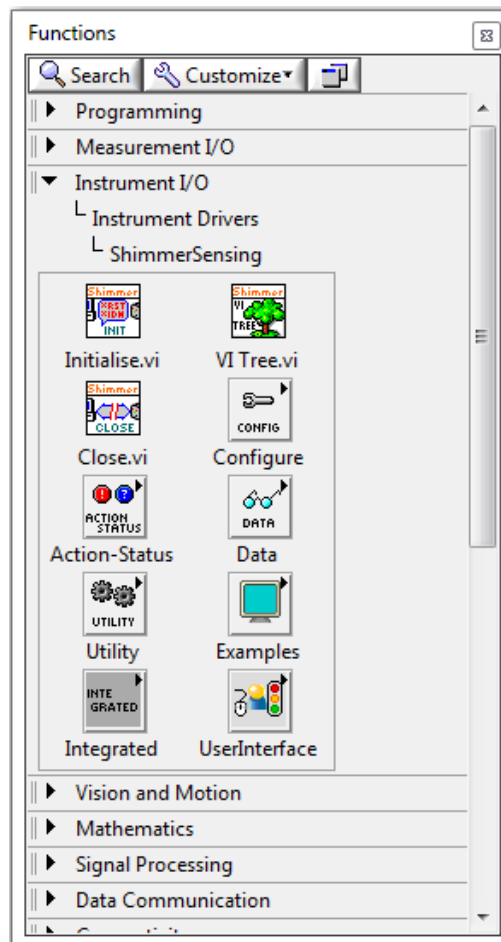 Functions
Search Customize
Programming
Measurement I/O
Instrument I/O
Instrument Drivers
ShimmerSensing
Shimmer Shimmer
INIT VI TREE
Initialise.vi VI Tree.vi
Shimmer
CLOSE CONFIG
Close.vi Configure
ACTION STATUS DATA
Action-Status Data
UTILITY
Utility Examples
INTE
GRATED
Integrated UserInterface
Vision and Motion
Mathematics
Signal Processing
Data Communication